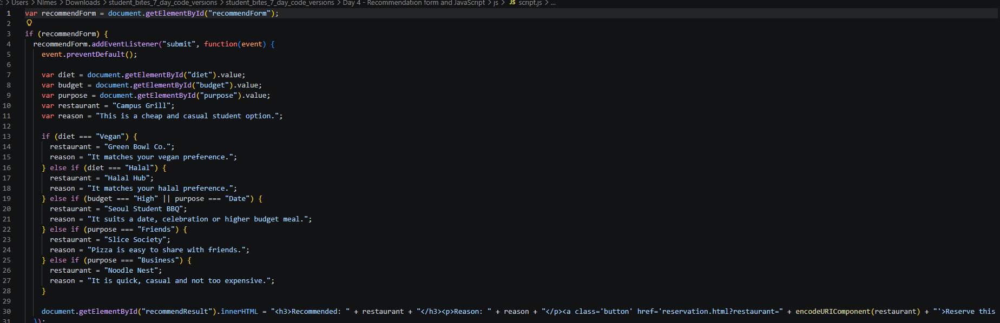 C: > Users > NImes > Downloads > student_bites_7_day_code_versions > student_bites_7_day_code_versions > Day 4 - Recommendation form and JavaScript > js > JS script.js > ...
1 var recommendForm = document.getElementById("recommendForm");
2
3 if (recommendForm) {
4 recommendForm.addEventListener("submit", function(event) {
5 event.preventDefault();
6
7 var diet = document.getElementById("diet").value;
8 var budget = document.getElementById("budget").value;
9 var purpose = document.getElementById("purpose").value;
10 var restaurant = "Campus Grill";
11 var reason = "This is a cheap and casual student option.";
12
13 if (diet === "Vegan") {
14 restaurant = "Green Bowl Co.";
15 reason = "It matches your vegan preference.";
16 } else if (diet === "Halal") {
17 restaurant = "Halal Hub";
18 reason = "It matches your halal preference.";
19 } else if (budget === "High" || purpose === "Date") {
20 restaurant = "Seoul Student BBQ";
21 reason = "It suits a date, celebration or higher budget meal.";
22 } else if (purpose === "Friends") {
23 restaurant = "Slice Society";
24 reason = "Pizza is easy to share with friends.";
25 } else if (purpose === "Business") {
26 restaurant = "Noodle Nest";
27 reason = "It is quick, casual and not too expensive.";
28 }
29
30 document.getElementById("recommendResult").innerHTML = "<h3>Recommended: " + restaurant + "</h3><p>Reason: " + reason + "</p><a class='button' href='reservation.html?restaurant=" + encodeURIComponent(restaurant) + "'>Reserve this
31 });